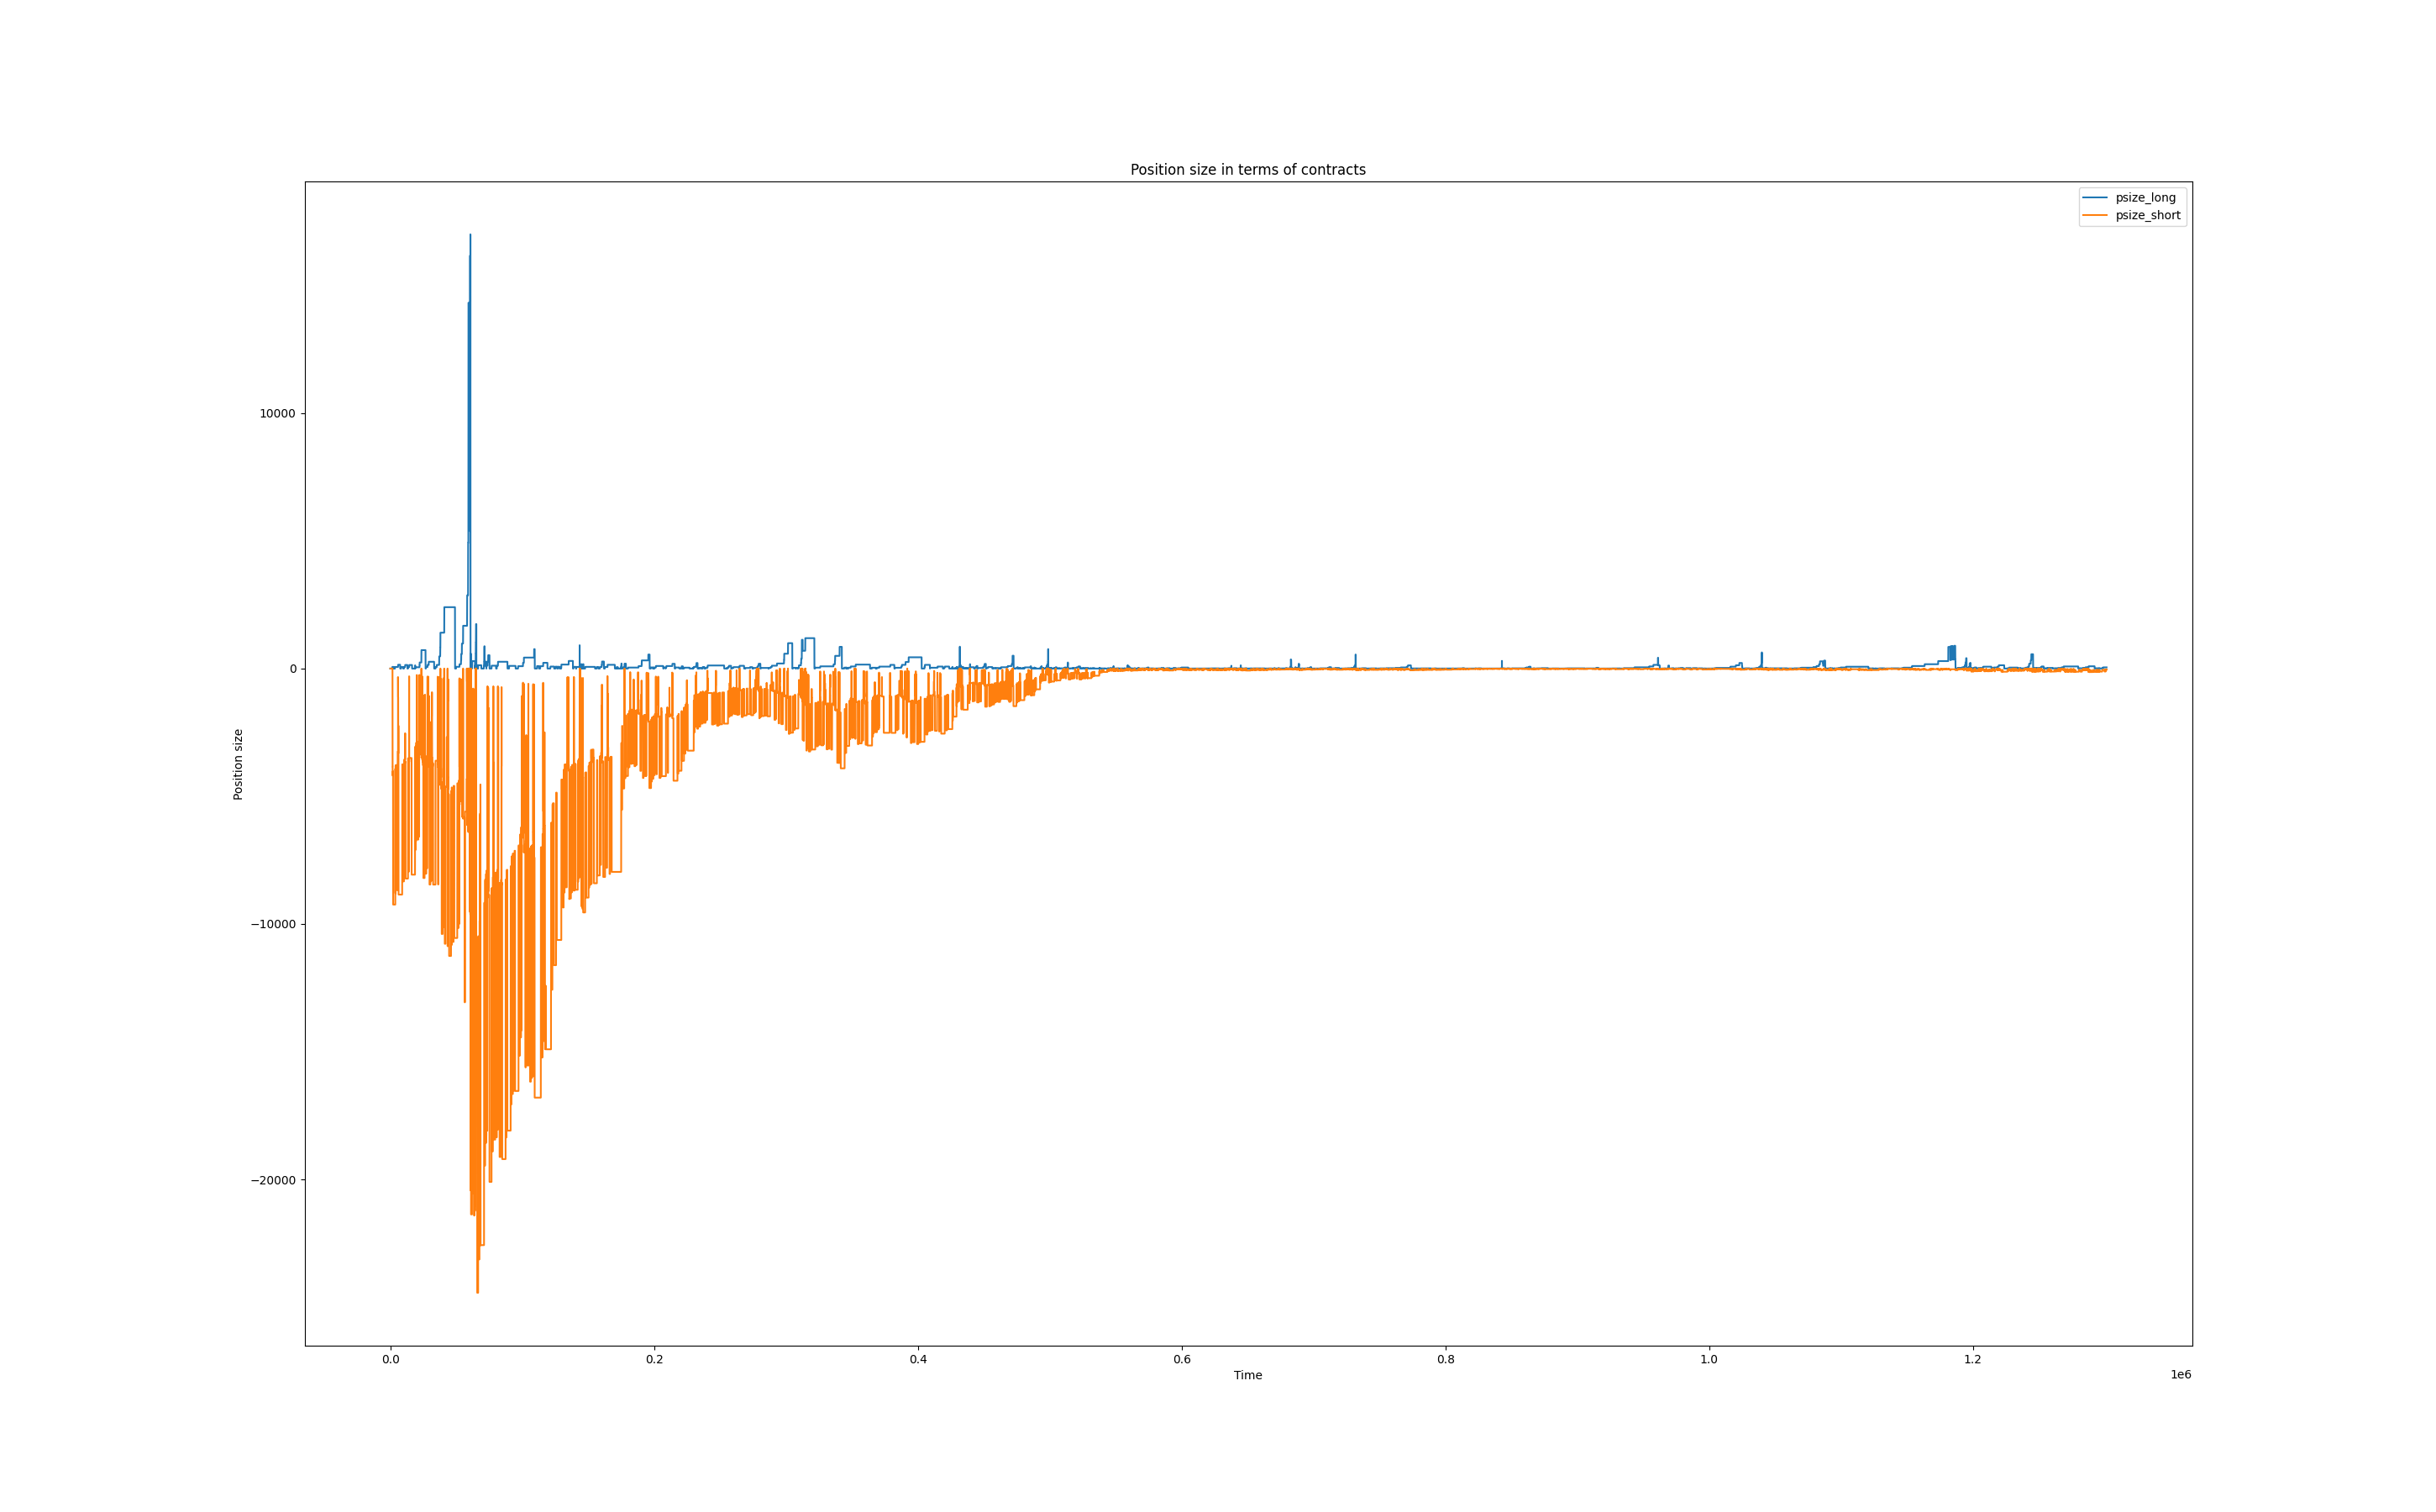 Position size in terms of contracts
psize_long
psize_short
10000
0
−10000
−20000
Position size
0.0 0.2 0.4 0.6 0.8 1.0 1.2
Time
1e6